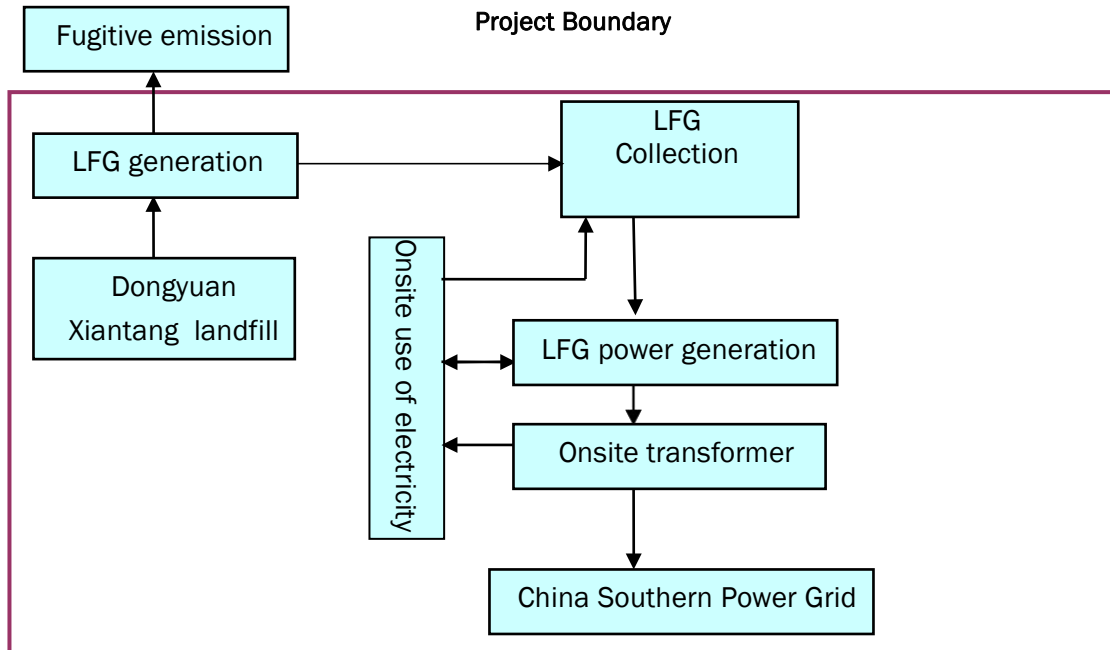 Project Boundary
Fugitive emission
LFG generation
LFG
Collection
Dongyuan
Xiantang landfill
Onsite use of electricity
LFG power generation
Onsite transformer
China Southern Power Grid